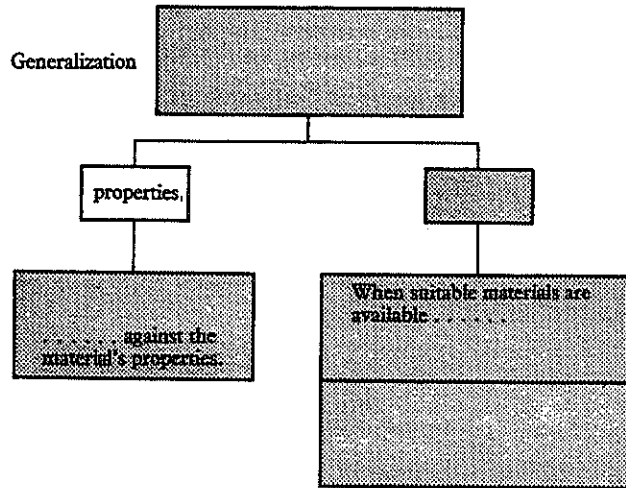 Generalization
properties.
When suitable materials are
available . . . . . .
. . . . . . against the
material's properties.